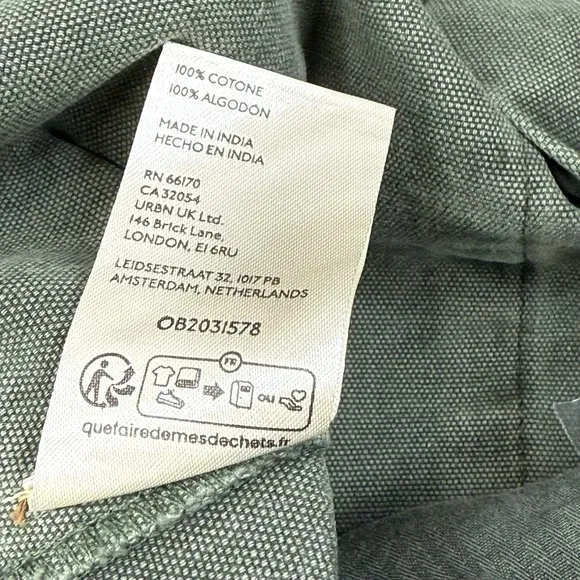 100% COTONE
100% ALGODÓN
MADE IN INDIA
HECHO EN INDIA
RN 66170
CA 32054
URBN UK Ltd.
146 Brick Lane,
LONDON, E1 6RU
LEIDSESTRAAT 32, 1017 PB
AMSTERDAM, NETHERLANDS
OB2031578
FR
ou
quefairedemesdechets.fr